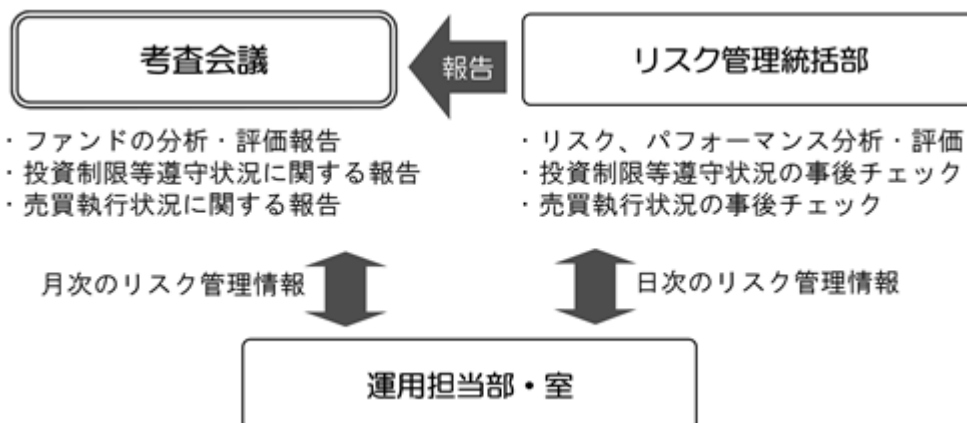 考査会議
報告
リスク管理統括部
・ファンドの分析・評価報告
・投資制限等遵守状況に関する報告
・売買執行状況に関する報告
・リスク、パフォーマンス分析・評価
・投資制限等遵守状況の事後チェック
・売買執行状況の事後チェック
月次のリスク管理情報
日次のリスク管理情報
運用担当部・室